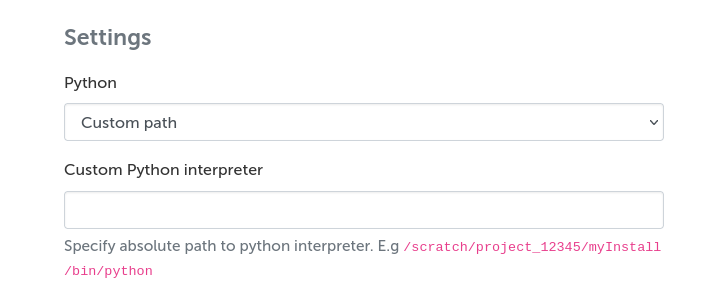 Settings
Python
Custom path
Custom Python interpreter
Specify absolute path to python interpreter. E.g /scratch/project_12345/myInstall
/bin/python